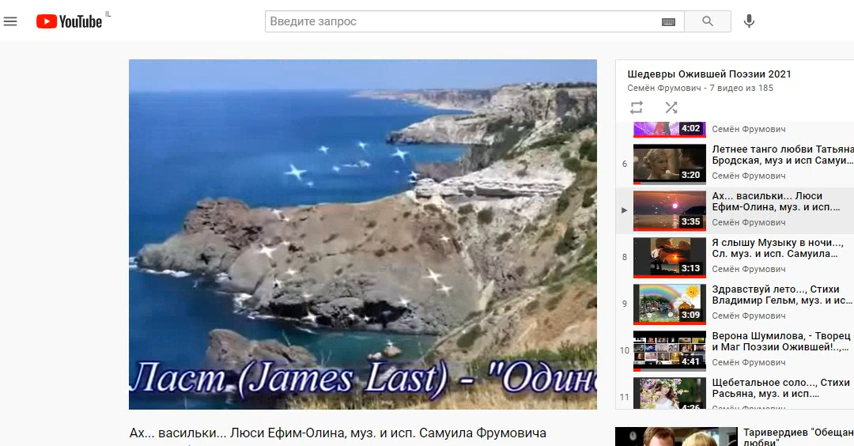 YouTube IL
Введите запрос
Ласт (James Last) - "Один
Ах... васильки... Люси Ефим-Олина, муз. и исп. Самуила Фрумовича
Шедевры Ожившей Поэзии 2021
Семён Фрумович - 7 видео из 185
4:02
Семён Фрумович
6
3:20
Летнее танго любви Татьяна
Бродская, муз и исп Самуи...
Семён Фрумович
3:35
Ах... васильки... Люси
Ефим-Олина, муз. и исп....
Семён Фрумович
8
3:13
Я слышу Музыку в ночи...,
Сл. муз. и исп. Самуила...
Семён Фрумович
9
3:09
Здравствуй лето..., Стихи
Владимир Гельм, муз. и ис...
Семён Фрумович
10
4:41
Верона Шумилова, - Творец
и Маг Поэзии Ожившей!..,...
Семён Фрумович
11
4:26
Щебетальное соло..., Стихи
Расьяна, муз. и исп....
Семён Фрумович
Таривердиев "Обещан
любви"